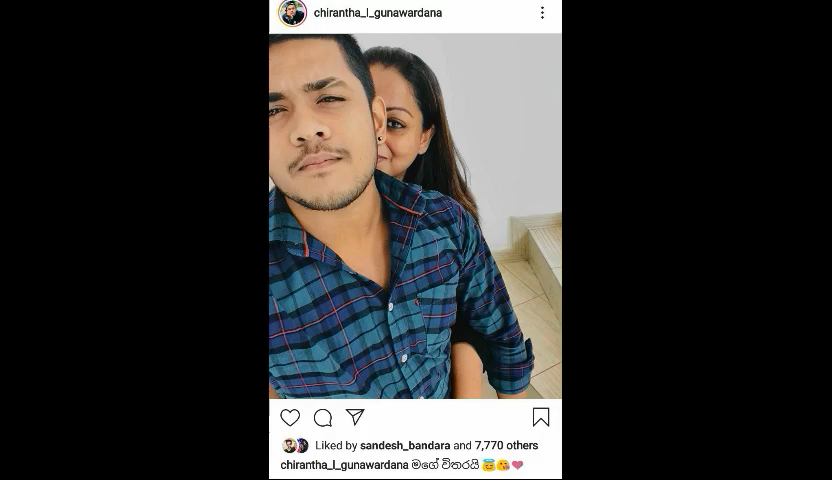 chirantha_l_gunawardana
Liked by sandesh_bandara and 7,770 others
chirantha_l_gunawardana මගේ විතරයි 😇😘❤